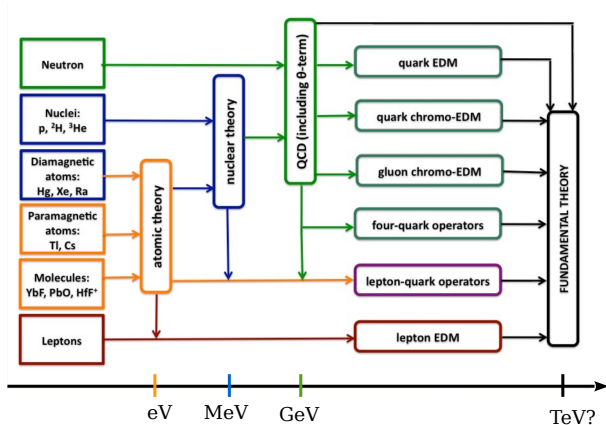 Neutron
Nuclei:
p, ²H, ³He
Diamagnetic
atoms:
Hg, Xe, Ra
Paramagnetic
atoms:
Tl, Cs
Molecules:
YbF, PbO, HfF⁺
Leptons
atomic theory
nuclear theory
QCD (including θ-term)
quark EDM
quark chromo-EDM
gluon chromo-EDM
four-quark operators
lepton-quark operators
lepton EDM
FUNDAMENTAL THEORY
eV
MeV
GeV
TeV?